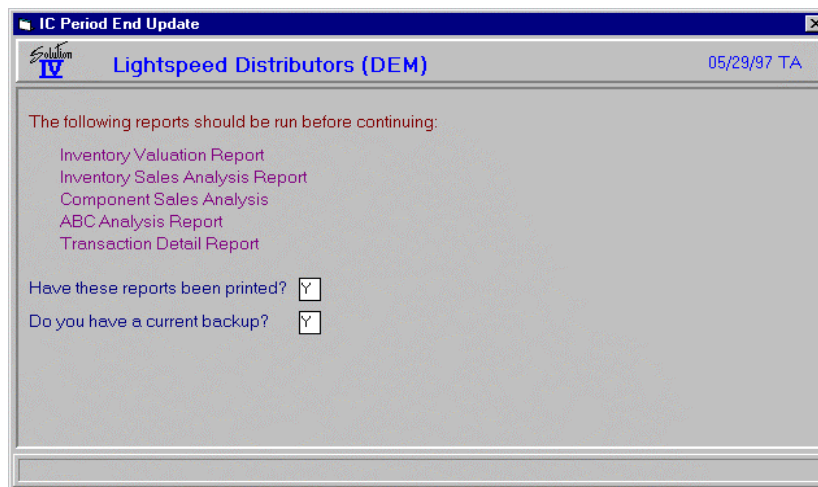 IC Period End Update
Solution
IV
Lightspeed Distributors (DEM)
05/29/97 TA
The following reports should be run before continuing:
Inventory Valuation Report
Inventory Sales Analysis Report
Component Sales Analysis
ABC Analysis Report
Transaction Detail Report
Have these reports been printed? Y
Do you have a current backup? Y